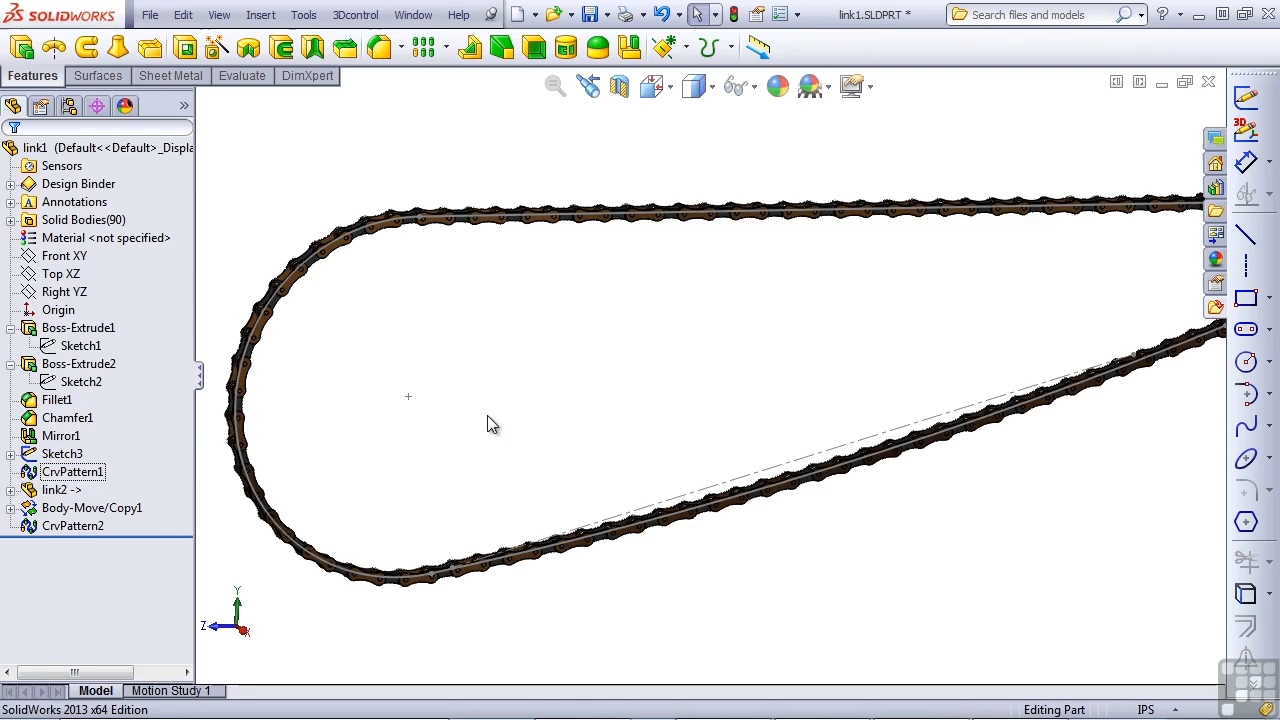 SOLIDWORKS File Edit View Insert Tools 3Dcontrol Window Help link1.SLDPRT * Search files and models
Features Surfaces Sheet Metal Evaluate DimXpert
link1 (Default<<Default>_Displa
Sensors
Design Binder
Annotations
Solid Bodies(90)
Material <not specified>
Front XY
Top XZ
Right YZ
Origin
Boss-Extrude1
Sketch1
Boss-Extrude2
Sketch2
Fillet1
Chamfer1
Mirror1
Sketch3
CrvPattern1
link2 ->
Body-Move/Copy1
CrvPattern2
3D
Y
Z
X
Model Motion Study 1
SolidWorks 2013 x64 Edition Editing Part IPS